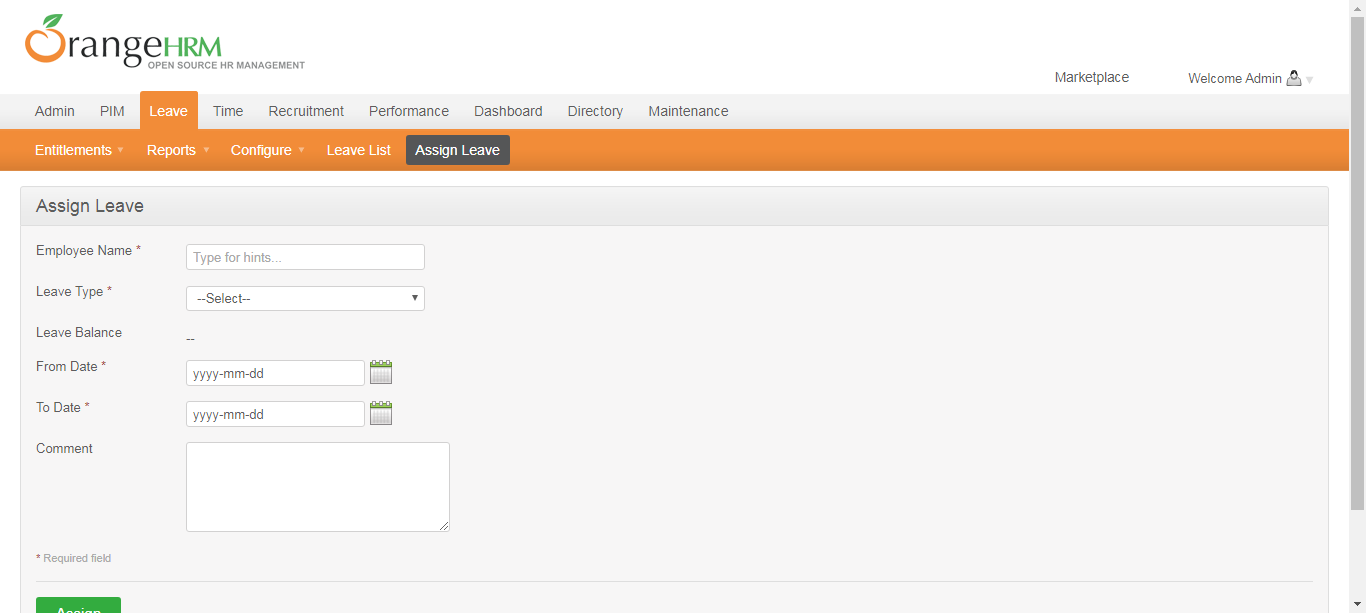 OrangeHRM
OPEN SOURCE HR MANAGEMENT
Marketplace
Welcome Admin
Admin PIM Leave Time Recruitment Performance Dashboard Directory Maintenance
Entitlements Reports Configure Leave List Assign Leave
Assign Leave
Employee Name * Type for hints...
Leave Type * --Select--
Leave Balance --
From Date * yyyy-mm-dd
To Date * yyyy-mm-dd
Comment
* Required field
Assign